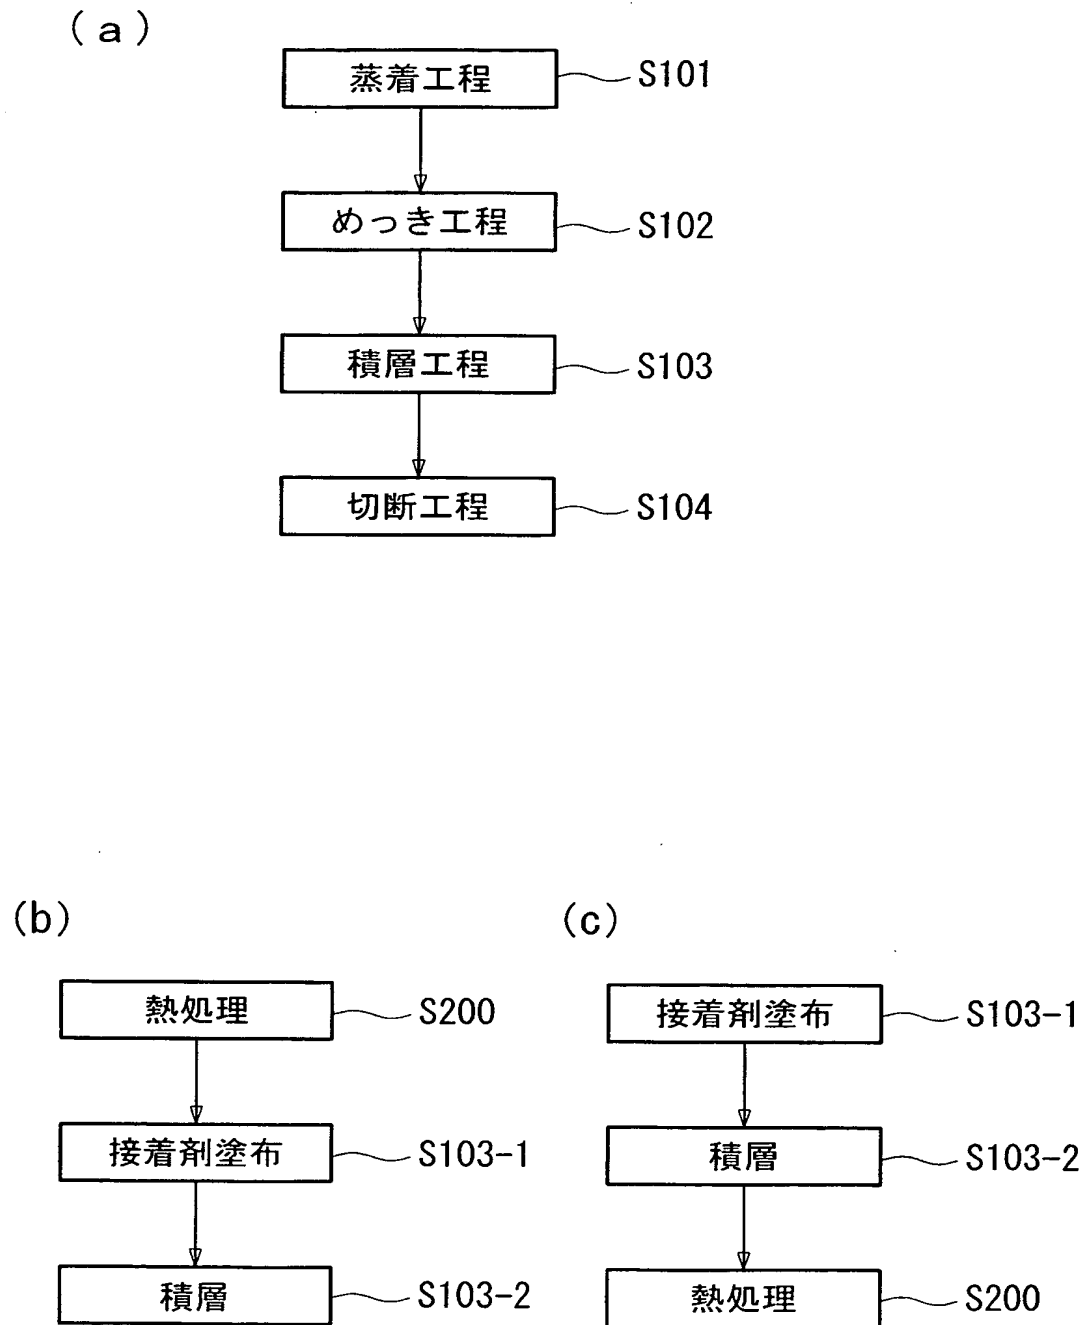 (a)
蒸着工程 S101
めっき工程 S102
積層工程 S103
切断工程 S104
(b)
熱処理 S200
接着剤塗布 S103-1
積層 S103-2
(c)
接着剤塗布 S103-1
積層 S103-2
熱処理 S200